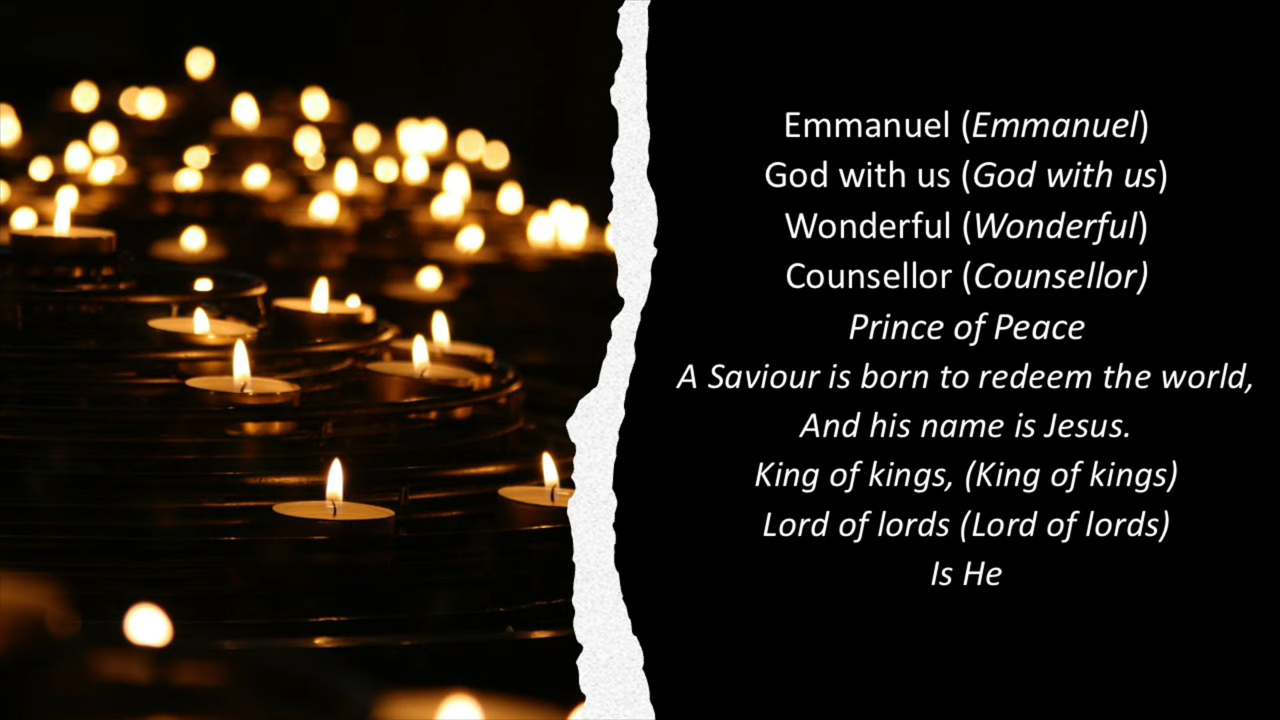 Emmanuel (Emmanuel)
God with us (God with us)
Wonderful (Wonderful)
Counsellor (Counsellor)
Prince of Peace
A Saviour is born to redeem the world,
And his name is Jesus.
King of kings, (King of kings)
Lord of lords (Lord of lords)
Is He